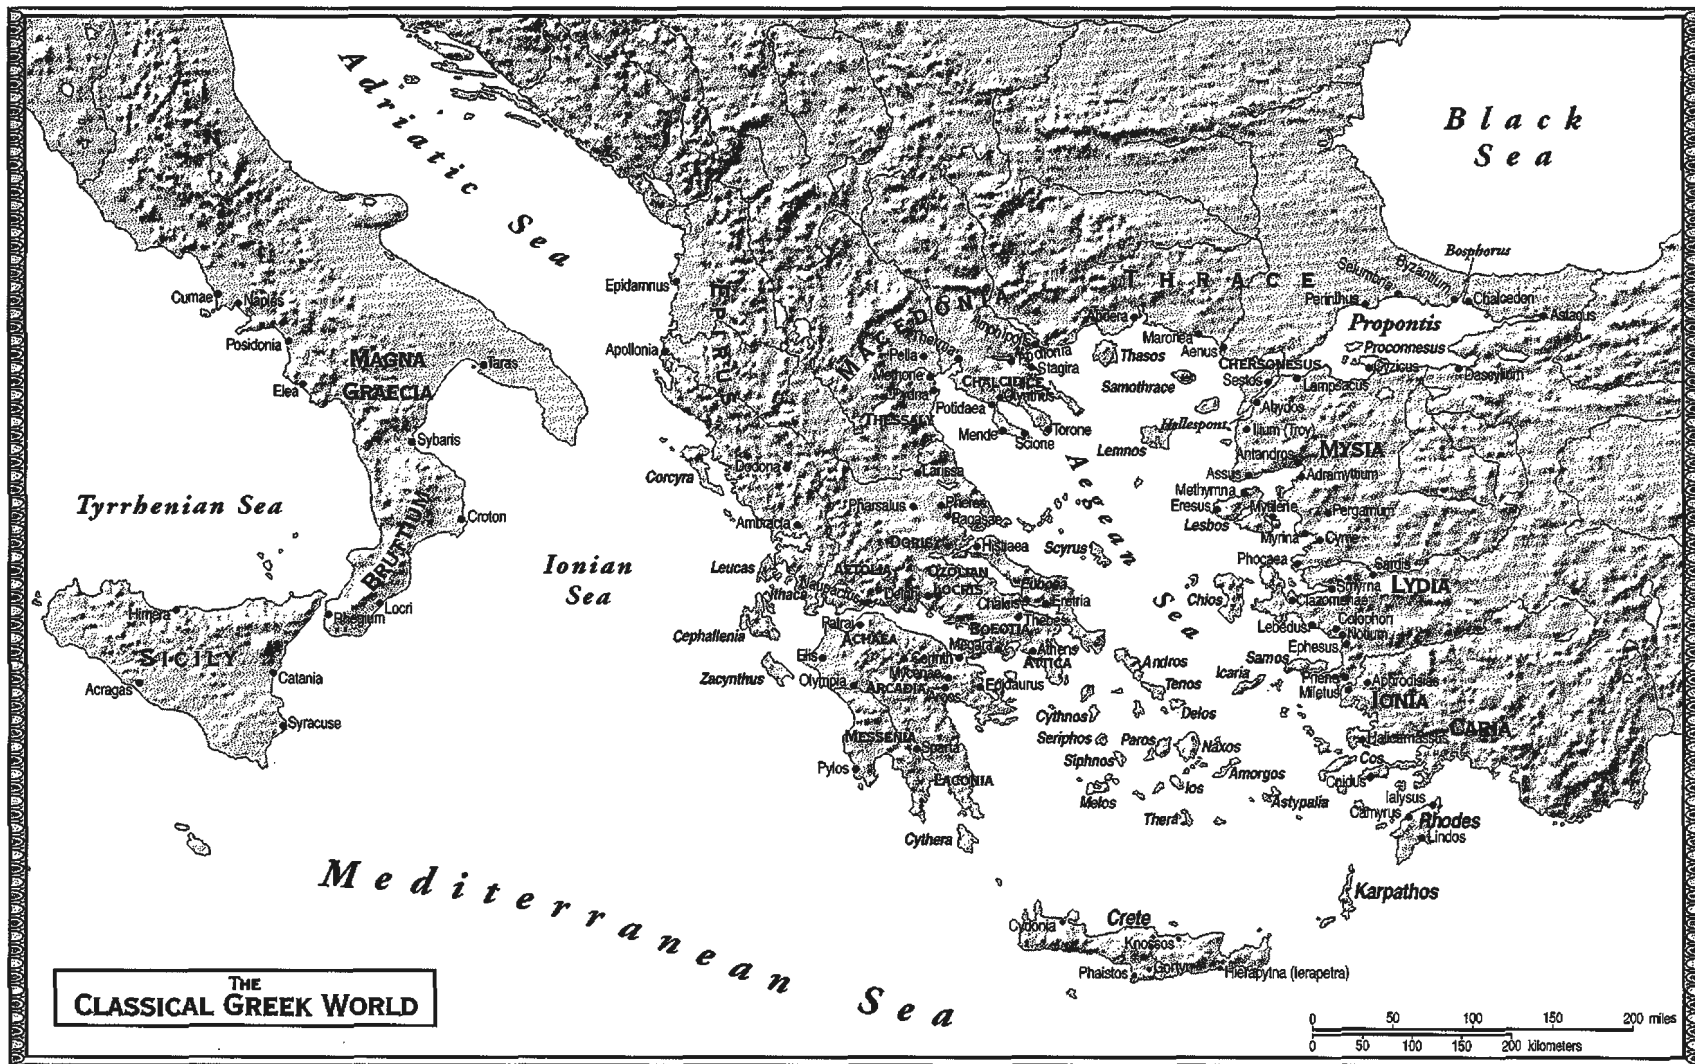 Adriatic Sea
Black
Sea
Bosphorus
Byzantium
Selumbria
Perinthus
Chalcedon
Astacus
Propontis
Proconnesus
Cyzicus
Dascylium
THRACE
Abdera
Maronea
Aenus
CHERSONESUS
Sestos
Lampsacus
Abydos
Hellespont
Ilium (Troy)
Antandros
MYSIA
Assus
Adramyttium
Methymna
Eresus
Mytilene
Lesbos
Pergamum
Myrina
Cyme
Phocaea
Sardis
Smyrna
LYDIA
Clazomenae
Chios
Colophon
Lebedus
Notium
Ephesus
Samos
Icaria
Priene
Aphrodisias
Miletus
IONIA
CARIA
Halicarnassus
Cos
Cnidus
Ialysus
Camyrus
Rhodes
Lindos
Karpathos
Epidamnus
Apollonia
EPIRUS
MACEDONIA
Amphipolis
Therma
Pella
Methone
Pydna
Apollonia
Stagira
CHALCIDICE
Olynthus
Potidaea
Mende
Scione
Torone
Thasos
Samothrace
Lemnos
Aegean Sea
THESSALY
Larissa
Dodona
Corcyra
Pharsalus
Pherae
Pagasae
Ambracia
DORIS
Histiaea
Scyrus
Leucas
AETOLIA
OZOLIAN
LOCRIS
Euboea
Ithaca
Naupactus
Delphi
Chalkis
Eretria
Thebes
BOEOTIA
Cephallenia
Patrai
ACHAEA
Megara
Athens
ATTICA
Elis
Corinth
Zacynthus
Olympia
Mycenae
ARCADIA
Argos
Epidaurus
MESSENIA
Sparta
Pylos
LACONIA
Cythera
Andros
Tenos
Cythnos
Delos
Seriphos
Paros
Naxos
Siphnos
Amorgos
Melos
Ios
Astypalia
Thera
Crete
Cydonia
Knossos
Phaistos
Gortyn
Hierapytna (Ierapetra)
Cumae
Naples
Posidonia
MAGNA
GRAECIA
Taras
Elea
Sybaris
Croton
BRUTTIUM
Tyrrhenian Sea
Ionian
Sea
Locri
Rhegium
Himera
SICILY
Catania
Acragas
Syracuse
Mediterranean Sea
THE
CLASSICAL GREEK WORLD
0 50 100 150 200 miles
0 50 100 150 200 kilometers